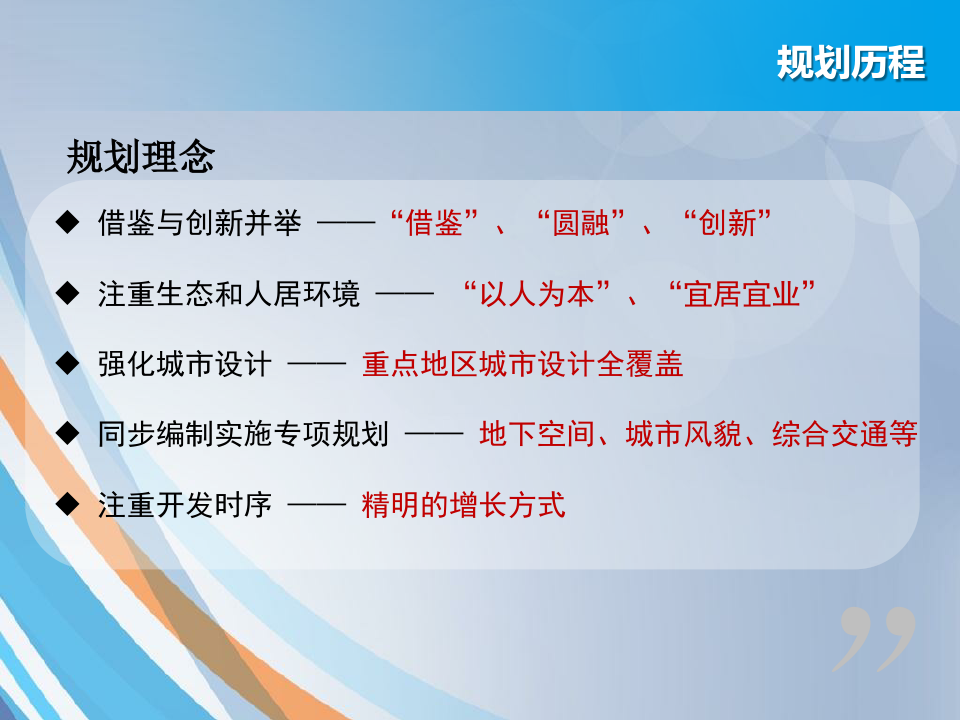 规划历程
规划理念
◆ 借鉴与创新并举 ——“借鉴”、“圆融”、“创新”
◆ 注重生态和人居环境 —— “以人为本”、“宜居宜业”
◆ 强化城市设计 —— 重点地区城市设计全覆盖
◆ 同步编制实施专项规划 —— 地下空间、城市风貌、综合交通等
◆ 注重开发时序 —— 精明的增长方式
”